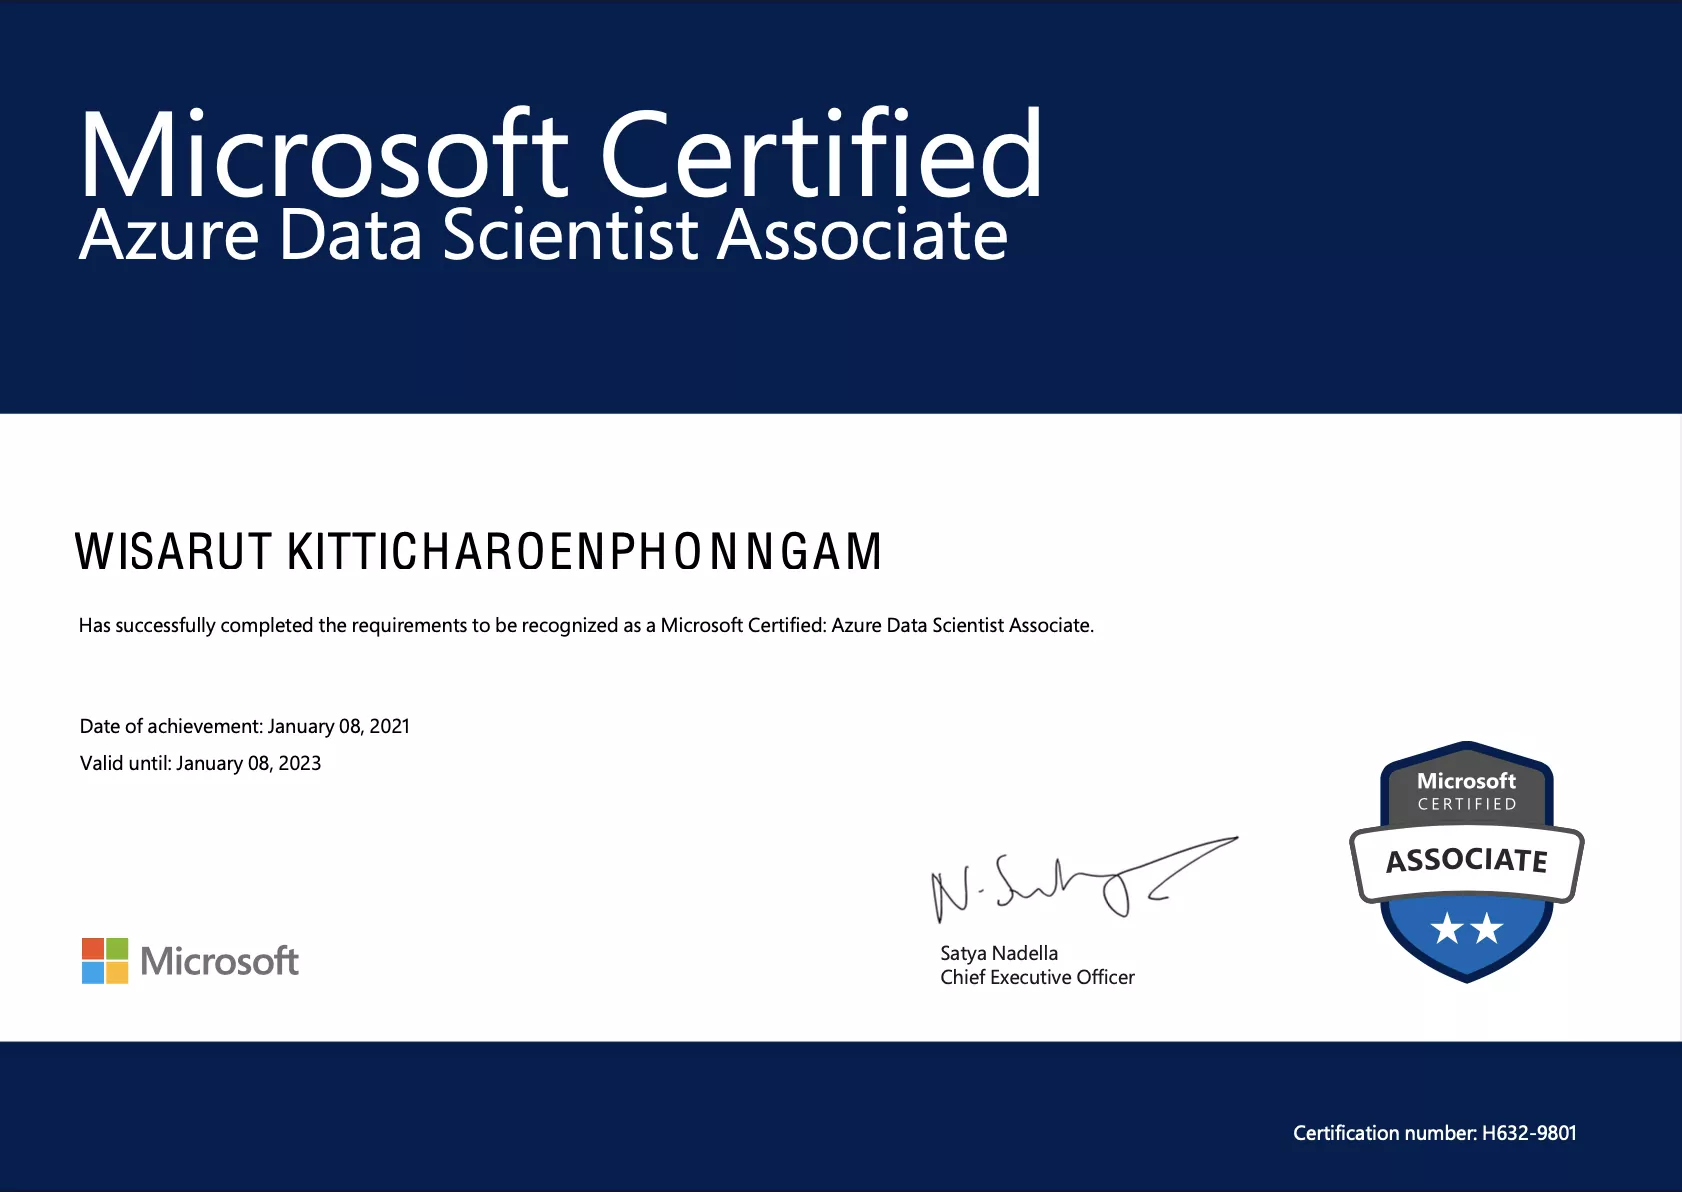 Microsoft Certified
Azure Data Scientist Associate
WISARUT KITTICHAROENPHONNGAM
Has successfully completed the requirements to be recognized as a Microsoft Certified: Azure Data Scientist Associate.
Date of achievement: January 08, 2021
Valid until: January 08, 2023
Microsoft
CERTIFIED
ASSOCIATE
N. Satya
Satya Nadella
Chief Executive Officer
Microsoft
Certification number: H632-9801